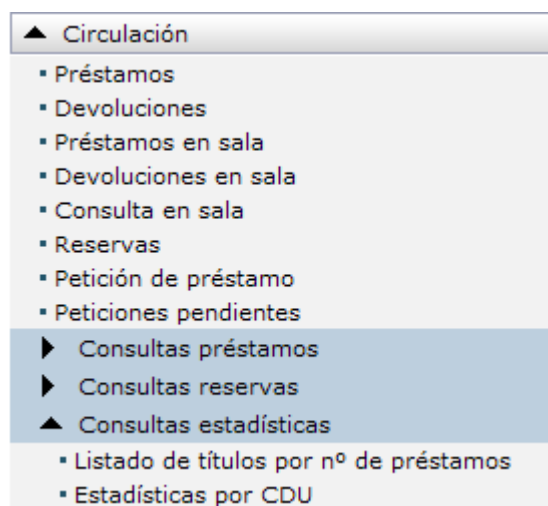 Circulación
Préstamos
Devoluciones
Préstamos en sala
Devoluciones en sala
Consulta en sala
Reservas
Petición de préstamo
Peticiones pendientes
Consultas préstamos
Consultas reservas
Consultas estadísticas
Listado de títulos por nº de préstamos
Estadísticas por CDU